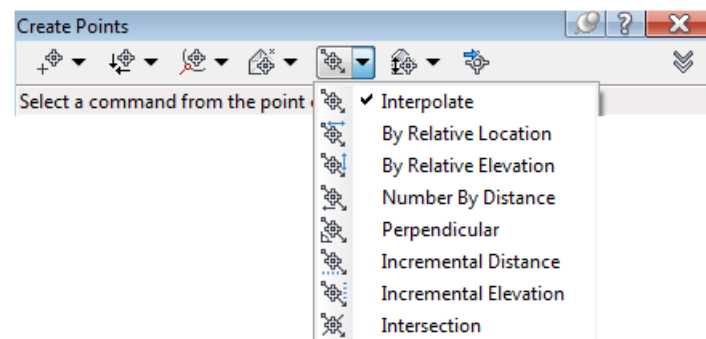 Create Points
Select a command from the point
Interpolate
By Relative Location
By Relative Elevation
Number By Distance
Perpendicular
Incremental Distance
Incremental Elevation
Intersection